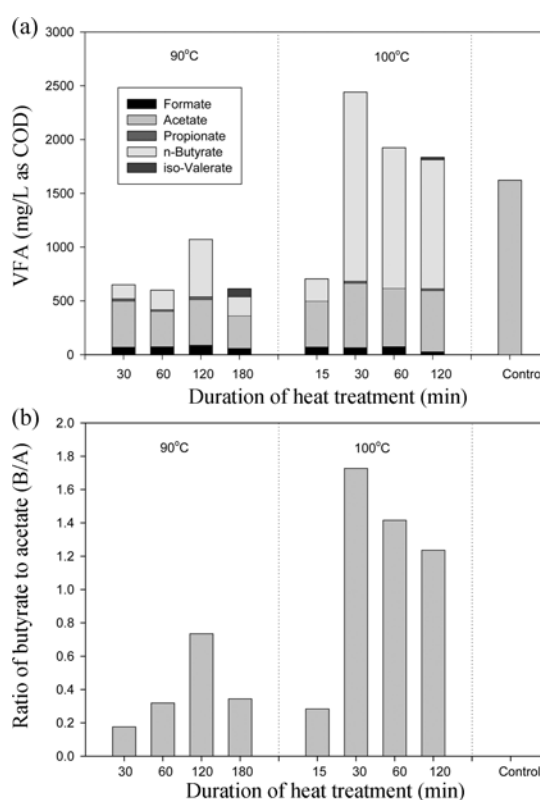 (a)
3000
2500
2000
1500
1000
500
0
VFA (mg/L as COD)
90°C
100°C
Formate
Acetate
Propionate
n-Butyrate
iso-Valerate
30 60 120 180 15 30 60 120 Contro
Duration of heat treatment (min)
(b)
2.0
1.8
1.6
1.4
1.2
1.0
0.8
0.6
0.4
0.2
0.0
Ratio of butyrate to acetate (B/A)
90°C
100°C
30 60 120 180 15 30 60 120 Control
Duration of heat treatment (min)